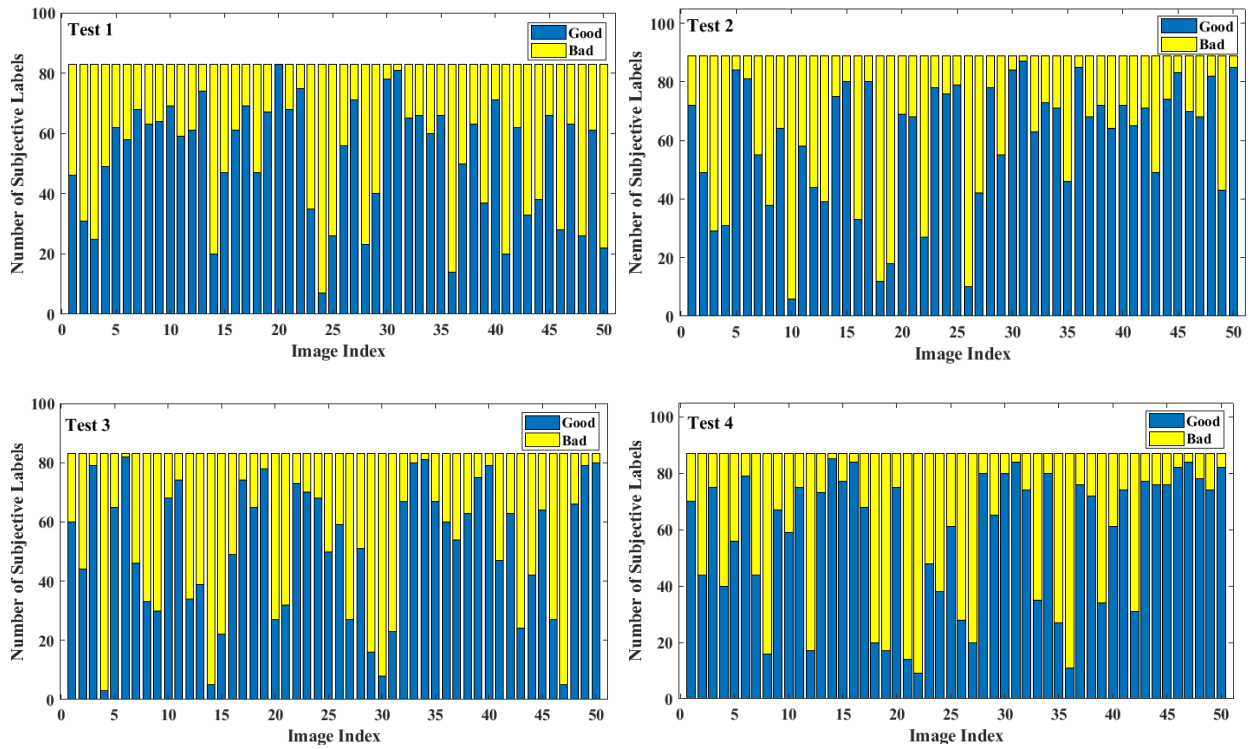 Test 1
Good
Bad
100
80
60
40
20
0
Number of Subjective Labels
0 5 10 15 20 25 30 35 40 45 50
Image Index
Test 2
Good
Bad
100
80
60
40
20
0
Nember of Subjective Labels
0 5 10 15 20 25 30 35 40 45 50
Image Index
Test 3
Good
Bad
100
80
60
40
20
0
Number of Subjective Labels
0 5 10 15 20 25 30 35 40 45 50
Image Index
Test 4
Good
Bad
100
80
60
40
20
0
Number of Subjective Labels
0 5 10 15 20 25 30 35 40 45 50
Image Index